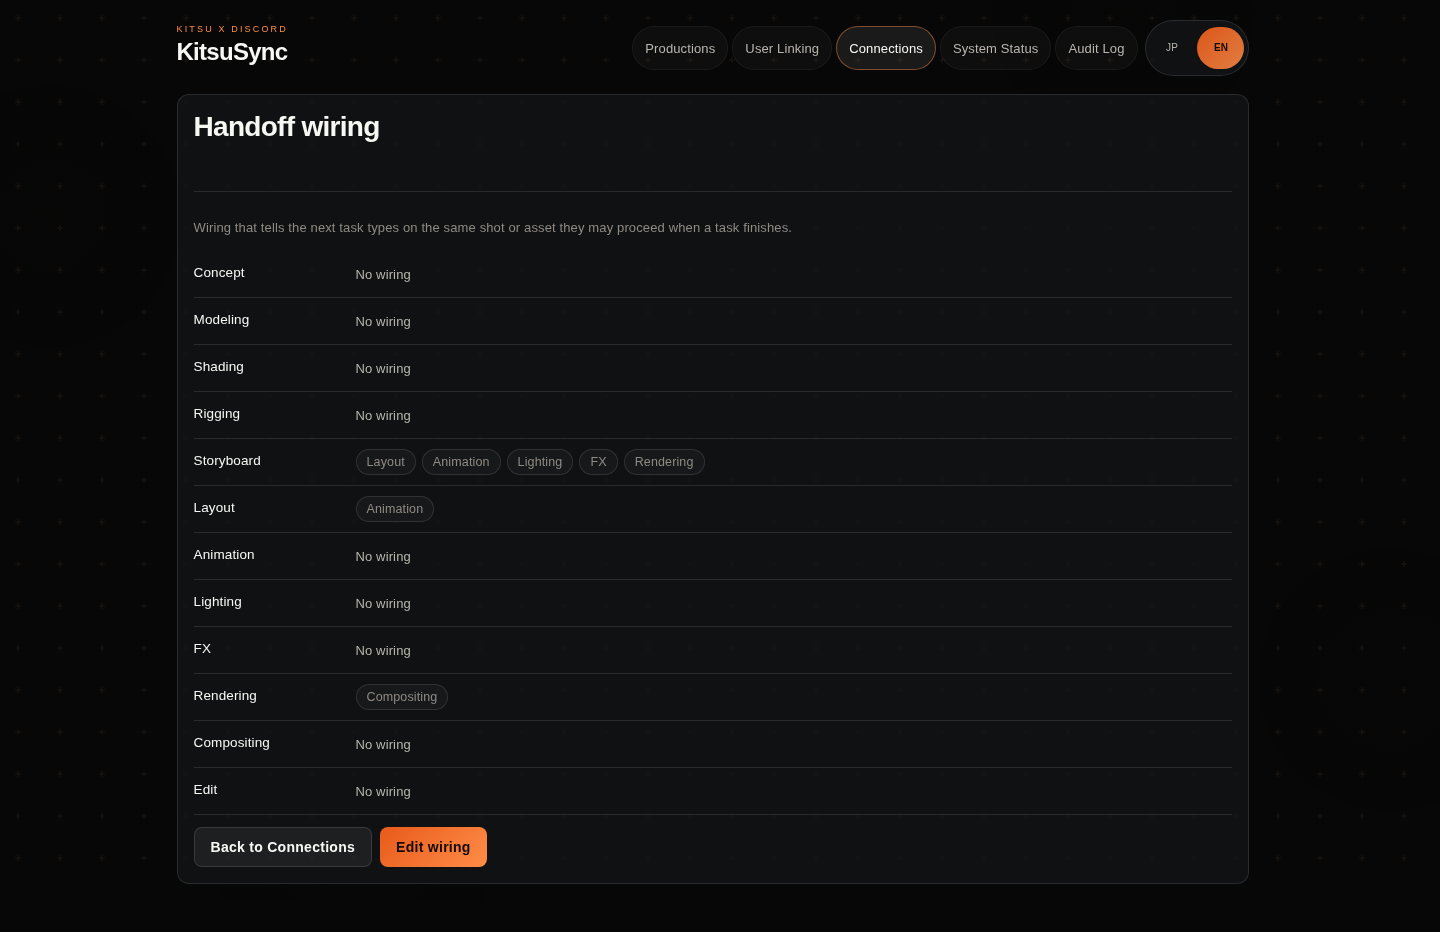 KITSU X DISCORD
KitsuSync
Productions User Linking Connections System Status Audit Log JP EN
Handoff wiring
Wiring that tells the next task types on the same shot or asset they may proceed when a task finishes.
Concept No wiring
Modeling No wiring
Shading No wiring
Rigging No wiring
Storyboard Layout Animation Lighting FX Rendering
Layout Animation
Animation No wiring
Lighting No wiring
FX No wiring
Rendering Compositing
Compositing No wiring
Edit No wiring
Back to Connections Edit wiring